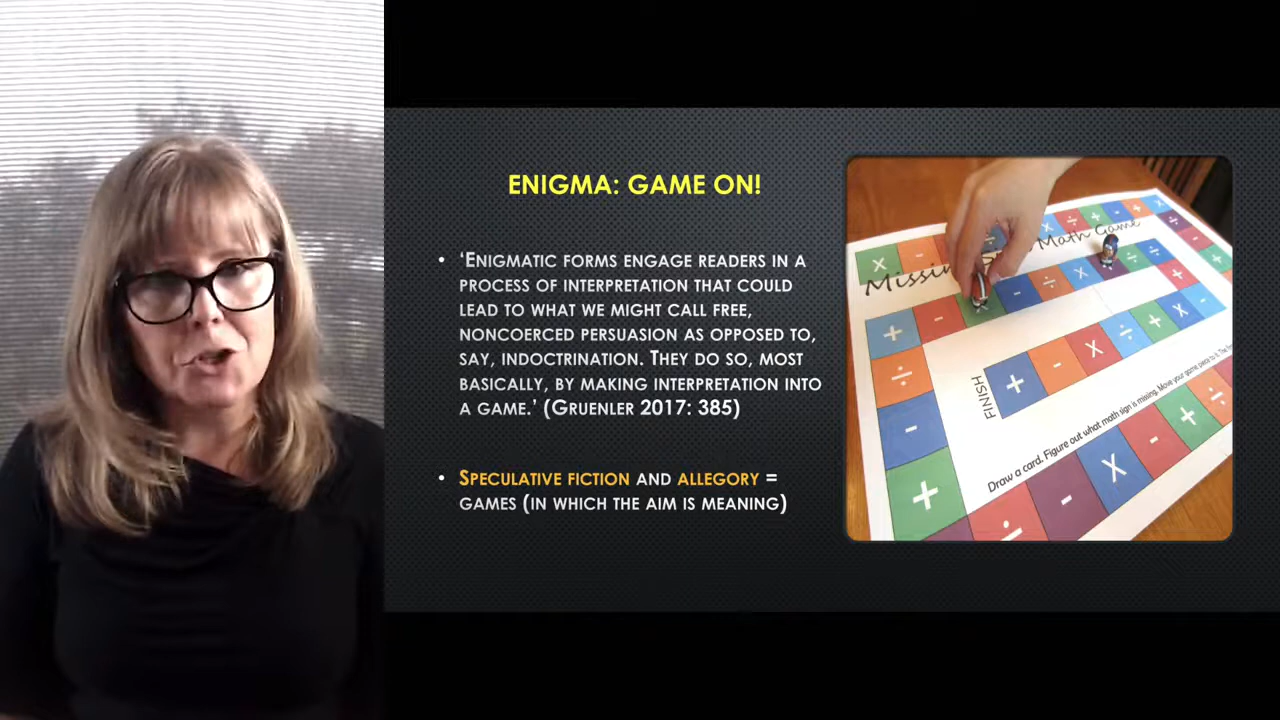 ENIGMA: GAME ON!
• ‘ENIGMATIC FORMS ENGAGE READERS IN A
PROCESS OF INTERPRETATION THAT COULD
LEAD TO WHAT WE MIGHT CALL FREE,
NONCOERCED PERSUASION AS OPPOSED TO,
SAY, INDOCTRINATION. THEY DO SO, MOST
BASICALLY, BY MAKING INTERPRETATION INTO
A GAME.’ (GRUENLER 2017: 385)
• SPECULATIVE FICTION AND ALLEGORY =
GAMES (IN WHICH THE AIM IS MEANING)
Math Game
FINISH
Draw a card. Figure out what math sign is missing. Move your game piece to it. The